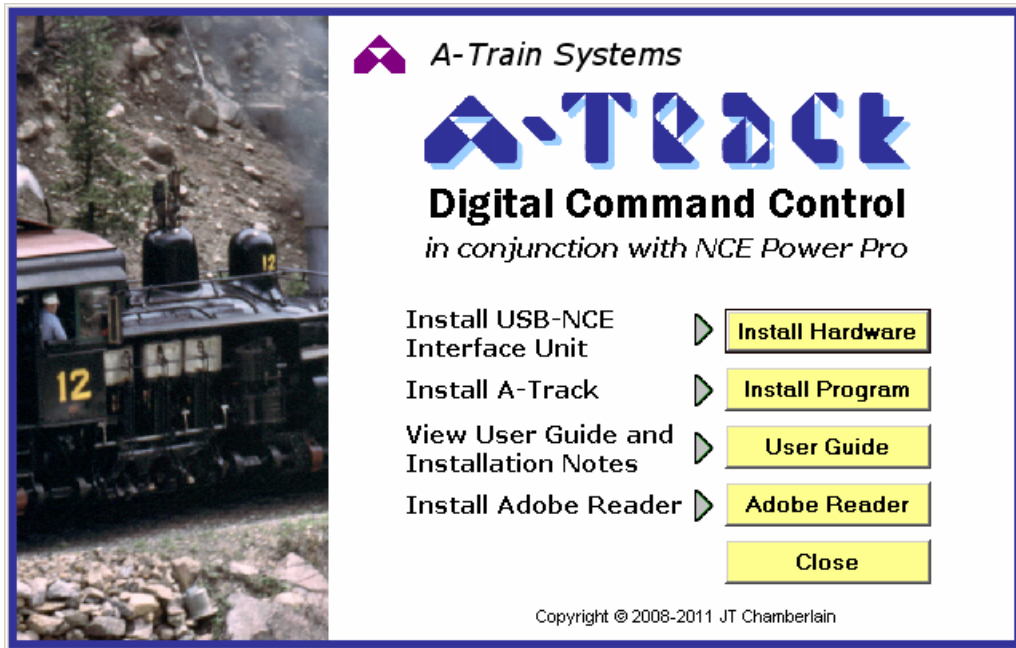 A-Train Systems
A-Track
Digital Command Control
in conjunction with NCE Power Pro
Install USB-NCE
Interface Unit
Install Hardware
Install A-Track
Install Program
View User Guide and
Installation Notes
User Guide
Install Adobe Reader
Adobe Reader
Close
Copyright © 2008-2011 JT Chamberlain
12
12